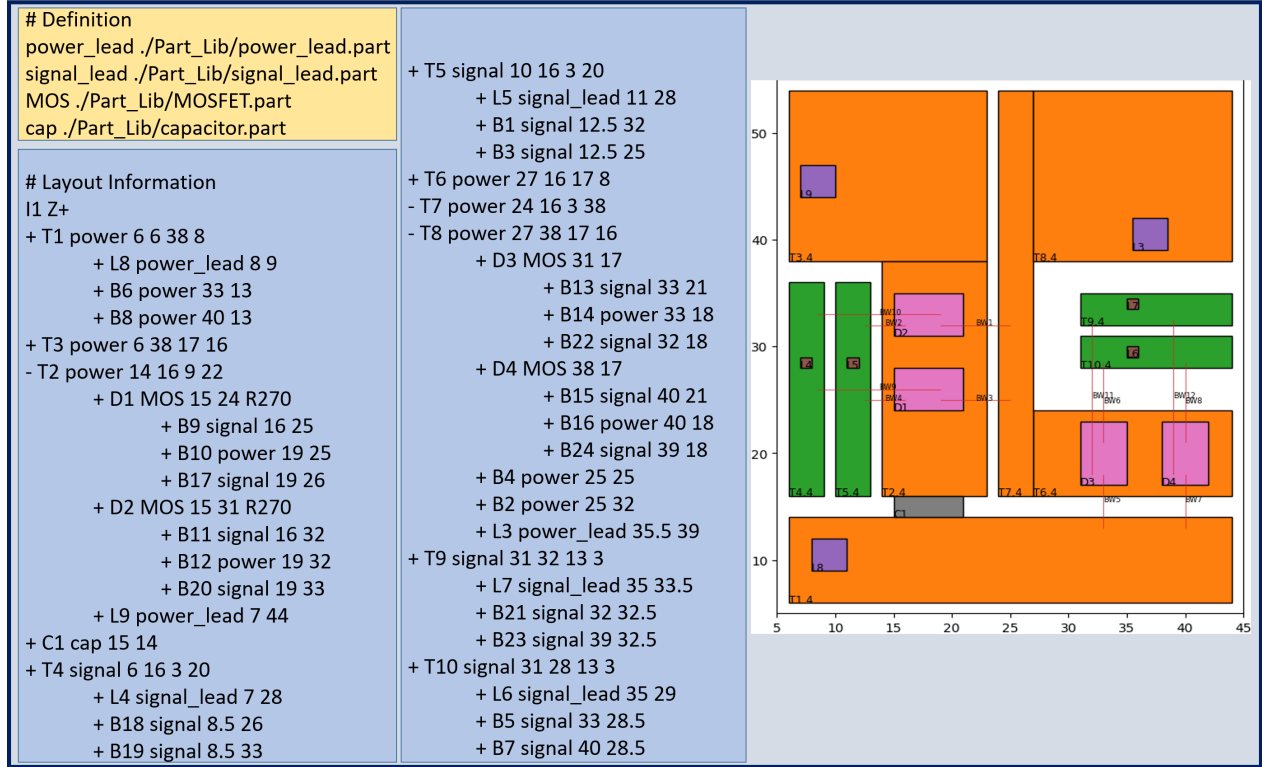 # Definition
power_lead ./Part_Lib/power_lead.part
signal_lead ./Part_Lib/signal_lead.part
MOS ./Part_Lib/MOSFET.part
cap ./Part_Lib/capacitor.part
# Layout Information
I1 Z+
+ T1 power 6 6 38 8
+ L8 power_lead 8 9
+ B6 power 33 13
+ B8 power 40 13
+ T3 power 6 38 17 16
- T2 power 14 16 9 22
+ D1 MOS 15 24 R270
+ B9 signal 16 25
+ B10 power 19 25
+ B17 signal 19 26
+ D2 MOS 15 31 R270
+ B11 signal 16 32
+ B12 power 19 32
+ B20 signal 19 33
+ L9 power_lead 7 44
+ C1 cap 15 14
+ T4 signal 6 16 3 20
+ L4 signal_lead 7 28
+ B18 signal 8.5 26
+ B19 signal 8.5 33
+ T5 signal 10 16 3 20
+ L5 signal_lead 11 28
+ B1 signal 12.5 32
+ B3 signal 12.5 25
+ T6 power 27 16 17 8
- T7 power 24 16 3 38
- T8 power 27 38 17 16
+ D3 MOS 31 17
+ B13 signal 33 21
+ B14 power 33 18
+ B22 signal 32 18
+ D4 MOS 38 17
+ B15 signal 40 21
+ B16 power 40 18
+ B24 signal 39 18
+ B4 power 25 25
+ B2 power 25 32
+ L3 power_lead 35.5 39
+ T9 signal 31 32 13 3
+ L7 signal_lead 35 33.5
+ B21 signal 32 32.5
+ B23 signal 39 32.5
+ T10 signal 31 28 13 3
+ L6 signal_lead 35 29
+ B5 signal 33 28.5
+ B7 signal 40 28.5
50
40
30
20
10
5 10 15 20 25 30 35 40 45
L9
L3
T3.4
T8.4
L7
T9.4
BW10
BW2
BW1
D2
L4
L5
L6
T10.4
BW9
BW4
BW3
D1
BW11
BW6
BW12
BW8
D3
D4
T4.4
T5.4
T2.4
T7.4
T6.4
BW5
BW7
C1
L8
T1.4